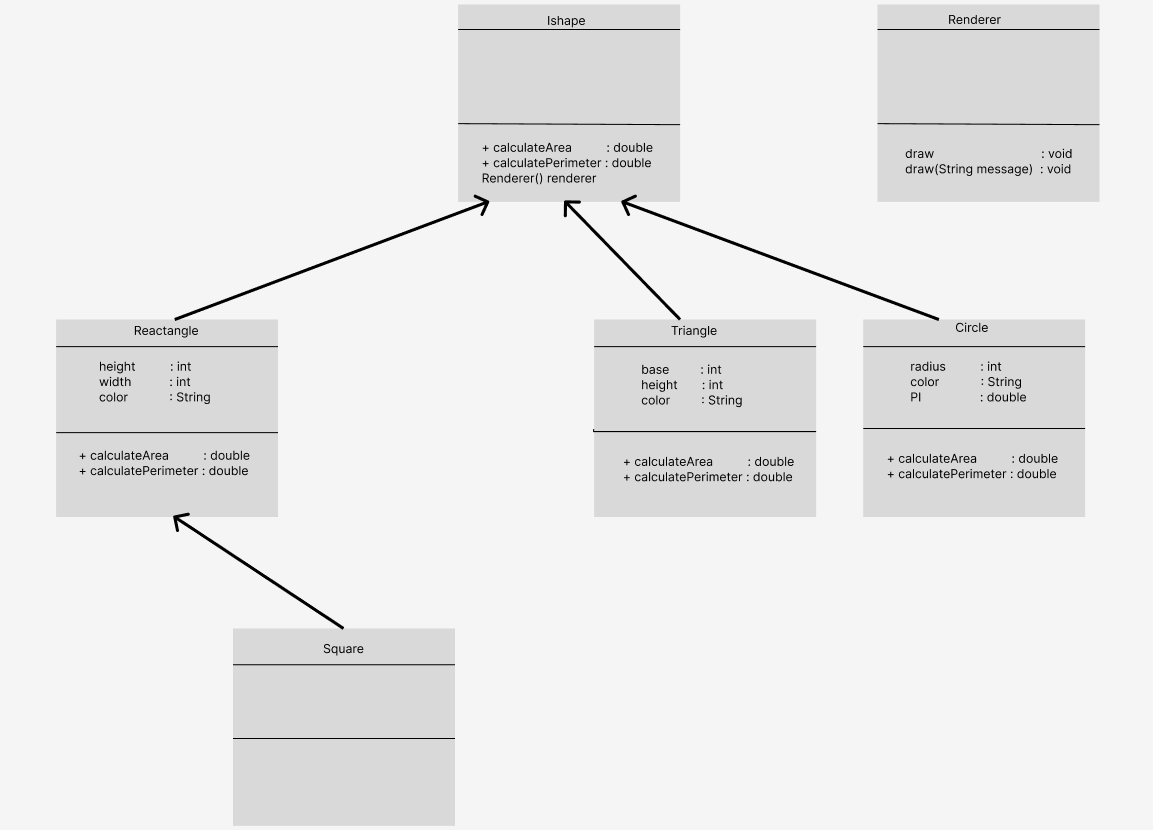 Ishape
+ calculateArea : double
+ calculatePerimeter : double
Renderer() renderer
Renderer
draw : void
draw(String message) : void
Reactangle
height : int
width : int
color : String
+ calculateArea : double
+ calculatePerimeter : double
Triangle
base : int
height : int
color : String
+ calculateArea : double
+ calculatePerimeter : double
Circle
radius : int
color : String
PI : double
+ calculateArea : double
+ calculatePerimeter : double
Square